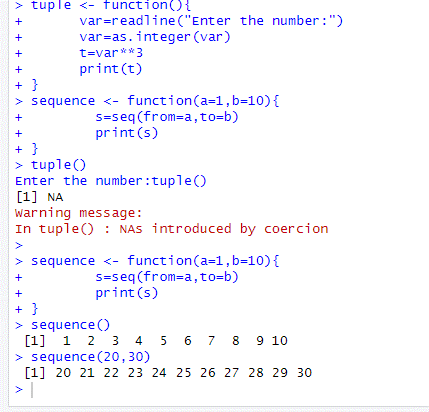 > tuple <- function(){
+       var=readline("Enter the number:")
+       var=as.integer(var)
+       t=var**3
+       print(t)
+ }
> sequence <- function(a=1,b=10){
+         s=seq(from=a,to=b)
+         print(s)
+ }
> tuple()
Enter the number:tuple()
[1] NA
Warning message:
In tuple() : NAs introduced by coercion
>
> sequence <- function(a=1,b=10){
+         s=seq(from=a,to=b)
+         print(s)
+ }
> sequence()
 [1]  1  2  3  4  5  6  7  8  9 10
> sequence(20,30)
 [1] 20 21 22 23 24 25 26 27 28 29 30
>